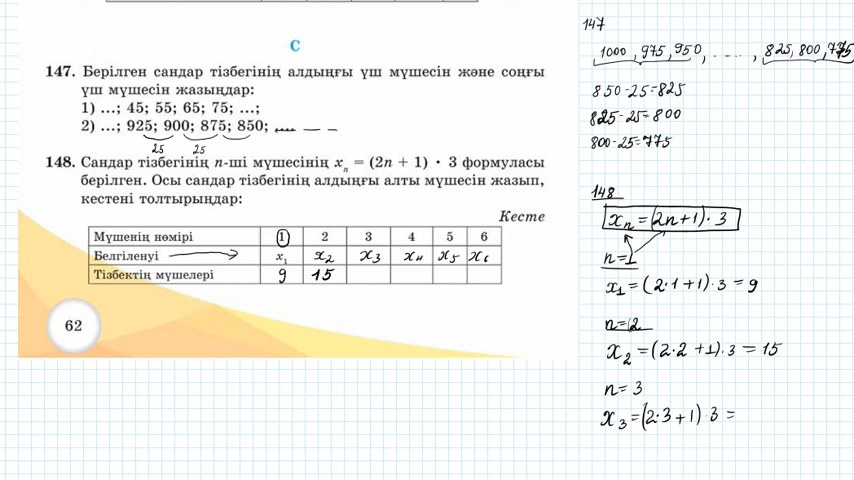 С
147. Берілген сандар тізбегінің алдыңғы үш мүшесін және соңғы
үш мүшесін жазыңдар:
1) ...; 45; 55; 65; 75; ...;
2) ...; 925; 900; 875; 850; ....
25 25
148. Сандар тізбегінің n-ші мүшесінің xₙ = (2n + 1) • 3 формуласы
берілген. Осы сандар тізбегінің алдыңғы алты мүшесін жазып,
кестені толтырыңдар:
Кесте
Мүшенің нөмірі 1 2 3 4 5 6
Белгіленуі x₁ x₂ x₃ x₄ x₅ x₆
Тізбектің мүшелері 9 15
62
147
1000, 975, 950, ....., 825, 800, 775
850-25=825
825-25=800
800-25=775
148
xₙ=(2n+1)·3
n=1
x₁=(2·1+1)·3=9
n=2
x₂=(2·2+1)·3=15
n=3
x₃=(2·3+1)·3=